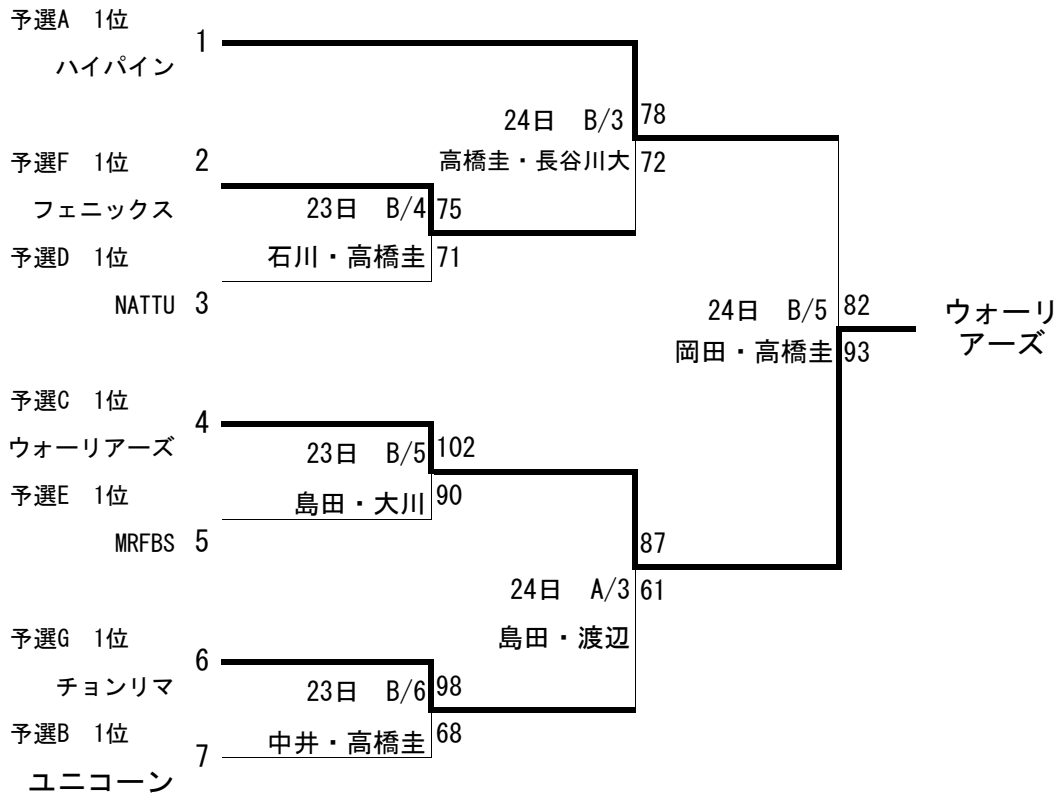 予選A 1位
1
ハイパイン
24日 B/3 78
高橋圭・長谷川大 72
予選F 1位
2
フェニックス
23日 B/4 75
石川・高橋圭 71
予選D 1位
NATTU 3
24日 B/5 82
岡田・高橋圭 93
ウォーリ
アーズ
予選C 1位
4
ウォーリアーズ
23日 B/5 102
島田・大川 90
予選E 1位
MRFBS 5
87
24日 A/3 61
島田・渡辺
予選G 1位
6
チョンリマ
23日 B/6 98
中井・高橋圭 68
予選B 1位
7
ユニコーン